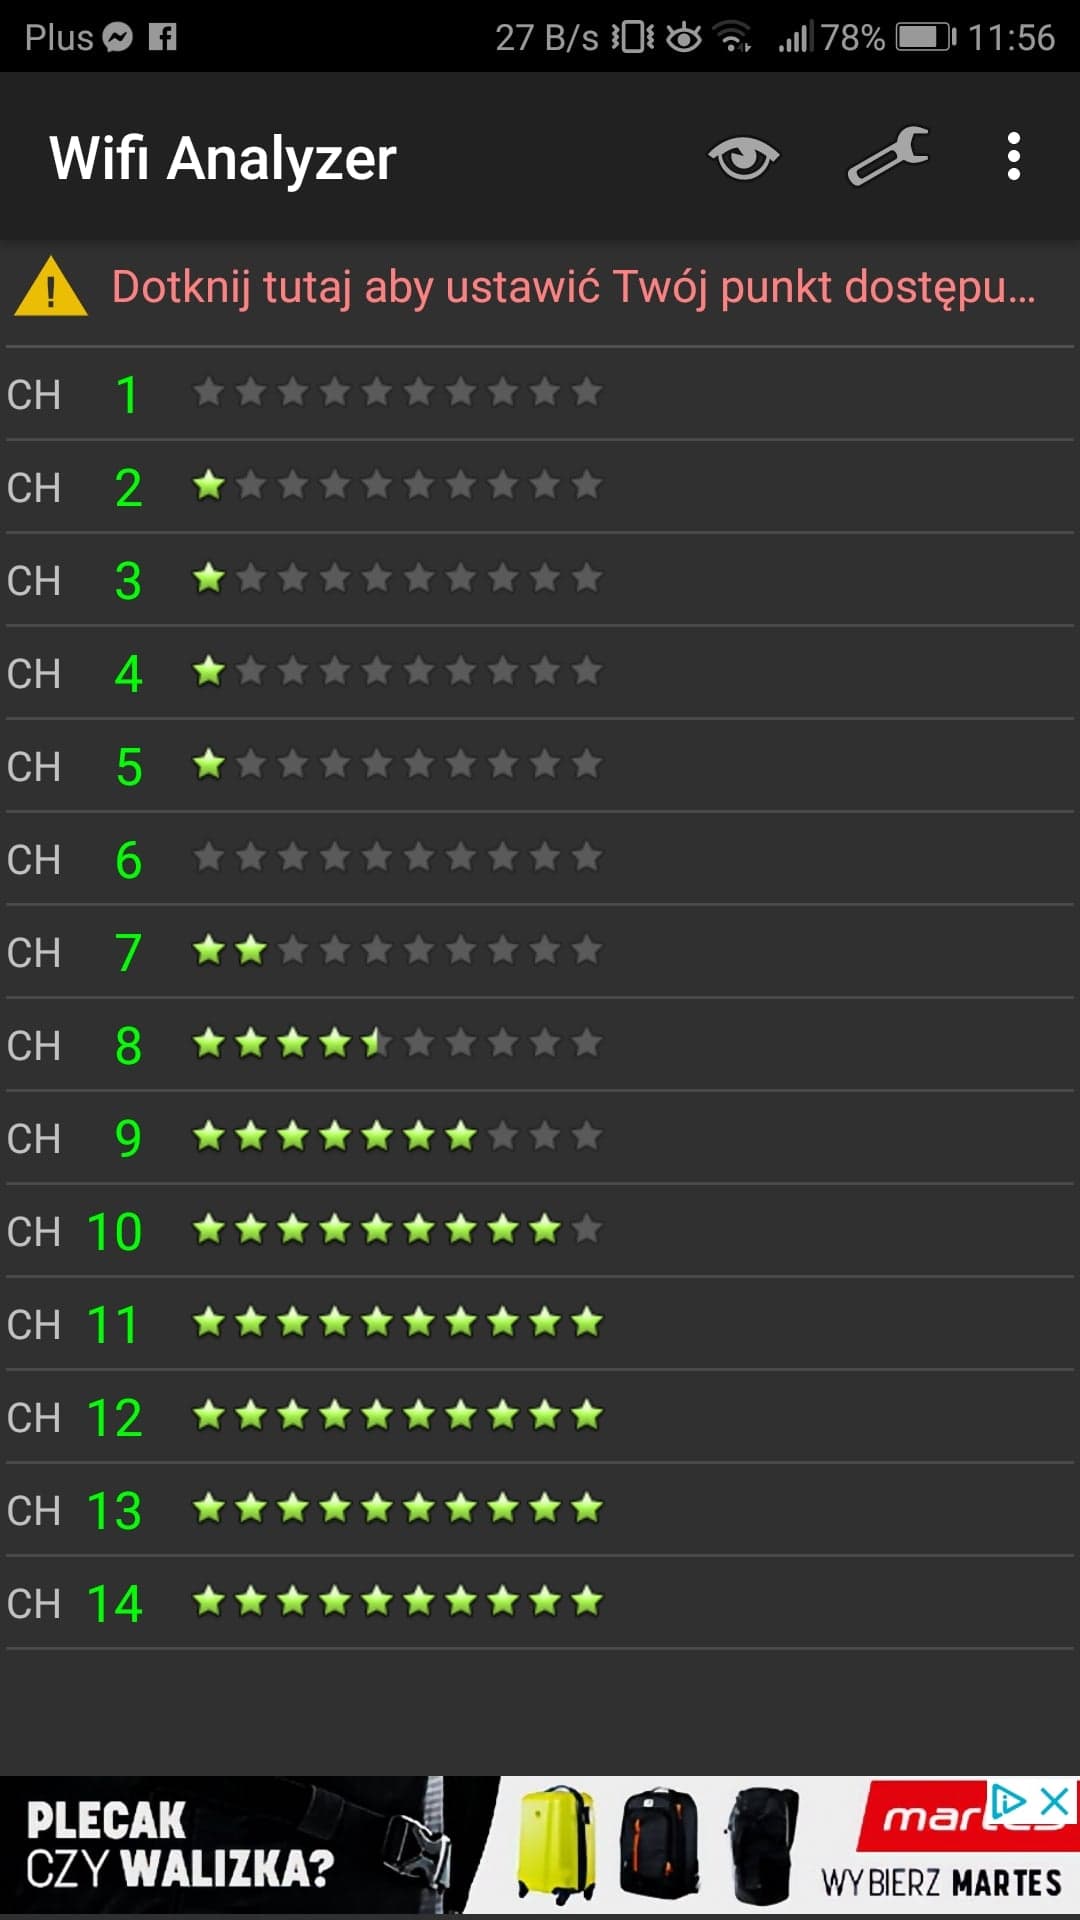 Plus 27 B/s 78% 11:56
Wifi Analyzer
Dotknij tutaj aby ustawić Twój punkt dostępu...
CH 1
CH 2
CH 3
CH 4
CH 5
CH 6
CH 7
CH 8
CH 9
CH 10
CH 11
CH 12
CH 13
CH 14
PLECAK
CZY WALIZKA?
WYBIERZ MARTES